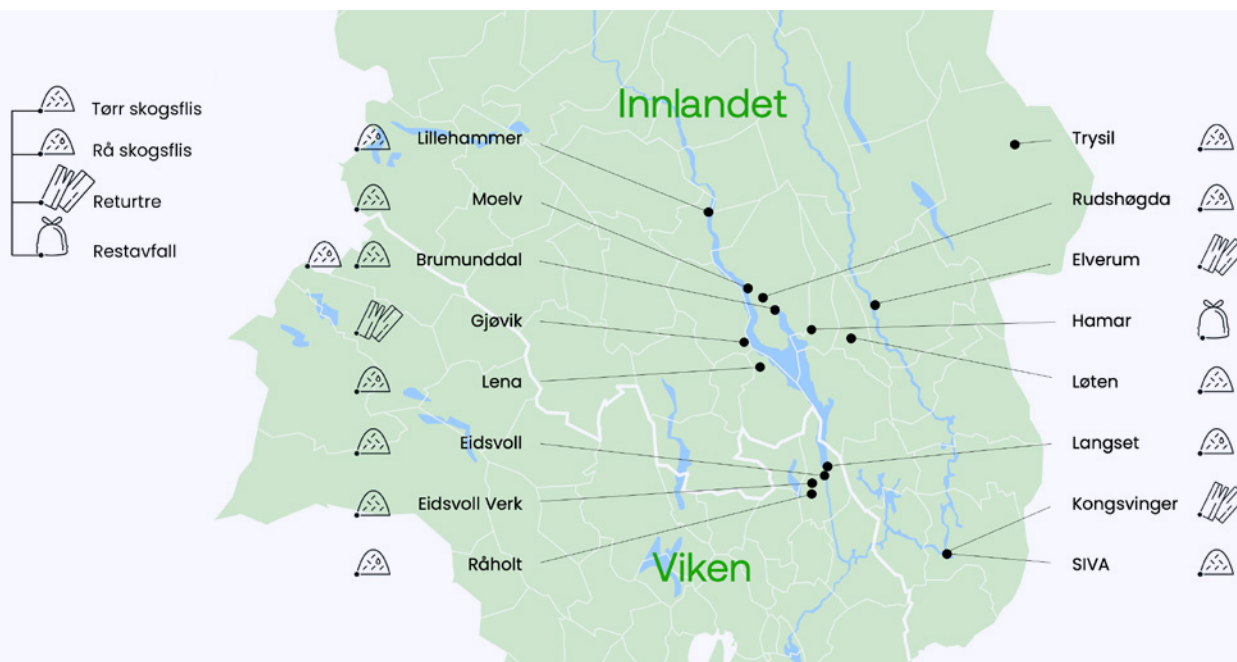 Innlandet
Tørr skogsflis
Rå skogsflis
Returtre
Restavfall
Lillehammer
Moelv
Brumunddal
Gjøvik
Lena
Eidsvoll
Eidsvoll Verk
Råholt
Trysil
Rudshøgda
Elverum
Hamar
Løten
Langset
Kongsvinger
SIVA
Viken